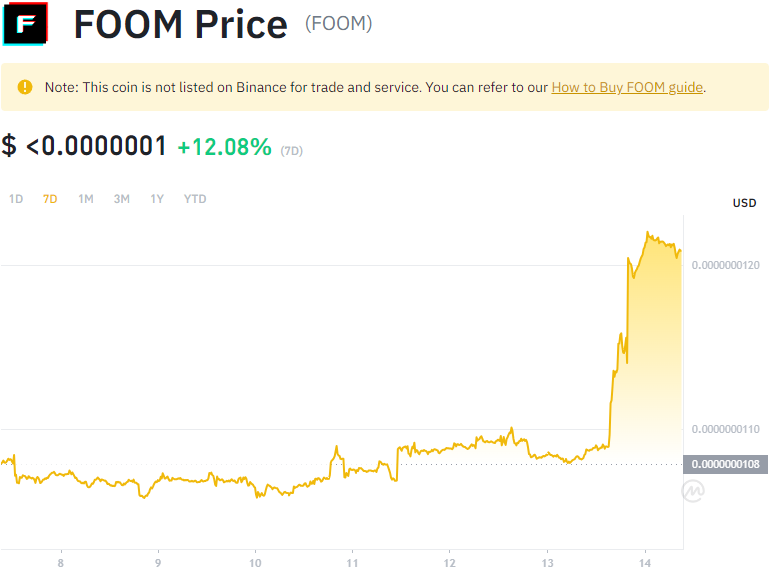 FOOM Price (FOOM)
Note: This coin is not listed on Binance for trade and service. You can refer to our How to Buy FOOM guide.
$ <0.0000001 +12.08% (7D)
1D 7D 1M 3M 1Y YTD
USD
0.0000000120
0.0000000110
0.0000000108
8 9 10 11 12 13 14